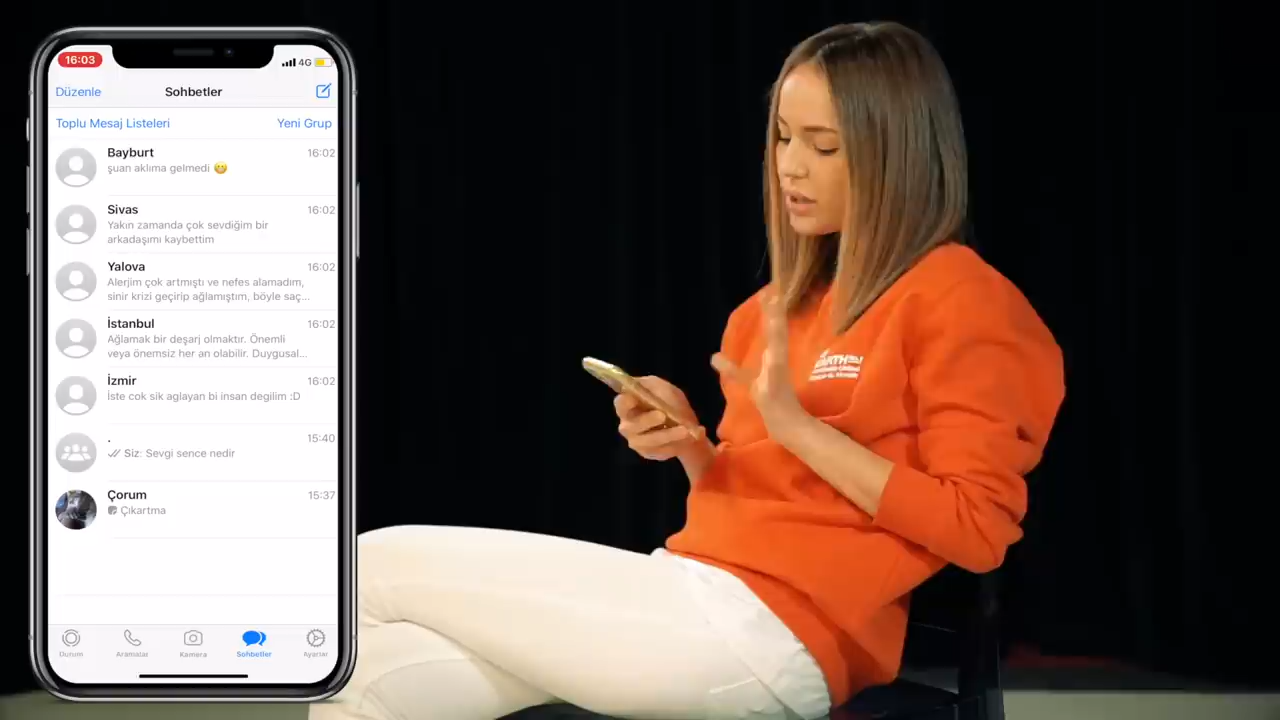 16:03
4G
Düzenle
Sohbetler
Toplu Mesaj Listeleri
Yeni Grup
Bayburt
16:02
şuan aklıma gelmedi
Sivas
16:02
Yakın zamanda çok sevdiğim bir
arkadaşımı kaybettim
Yalova
16:02
Alerjim çok artmıştı ve nefes alamadım,
sinir krizi geçirip ağlamıştım, böyle saç...
İstanbul
16:02
Ağlamak bir deşarj olmaktır. Önemli
veya önemsiz her an olabilir. Duygusal...
İzmir
16:02
İste cok sik aglayan bi insan degilim :D
.
15:40
Siz: Sevgi sence nedir
Çorum
15:37
Çıkartma
Durum
Aramalar
Kamera
Sohbetler
Ayarlar